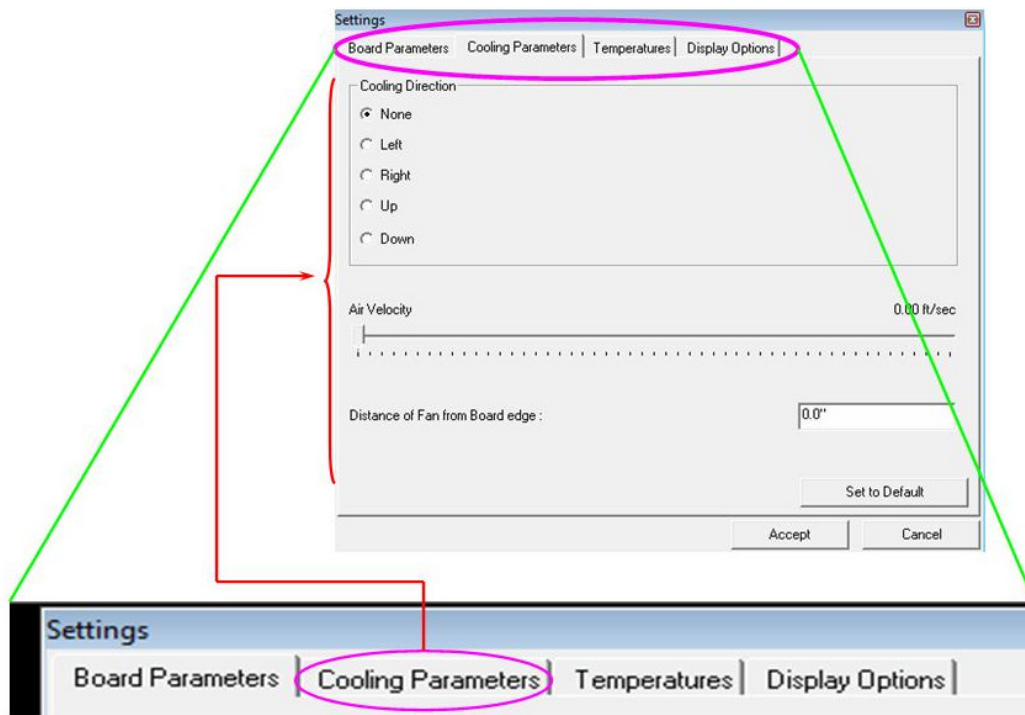 Settings
Board Parameters Cooling Parameters Temperatures Display Options
Cooling Direction
None
Left
Right
Up
Down
Air Velocity 0.00 ft/sec
Distance of Fan from Board edge : 0.0"
Set to Default
Accept Cancel
Settings
Board Parameters Cooling Parameters Temperatures Display Options